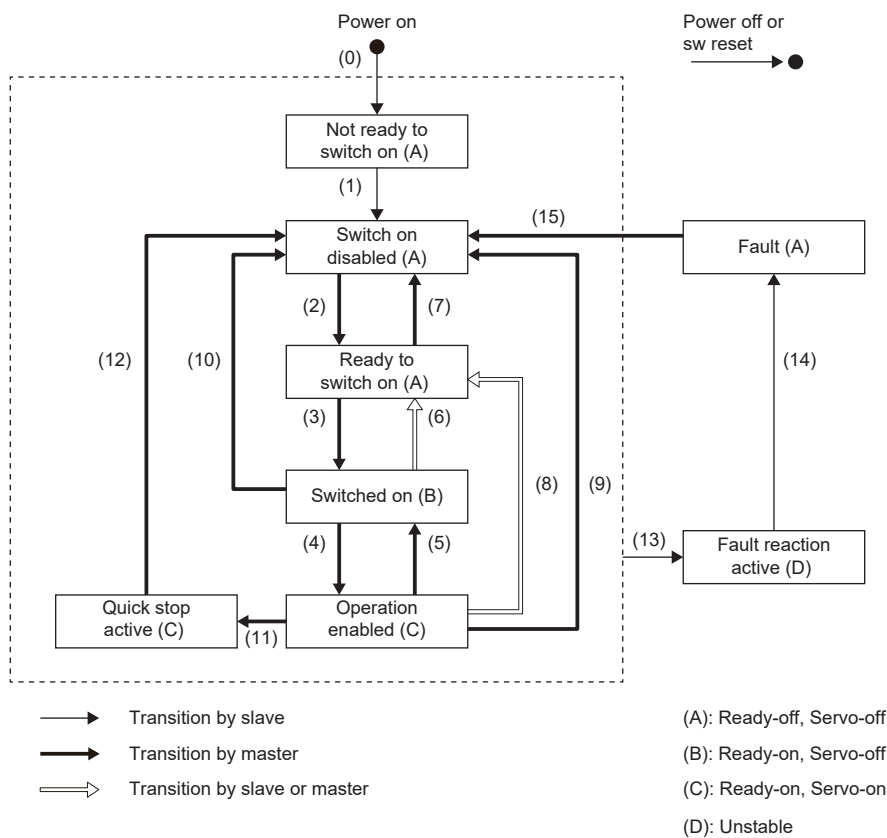 Power on
Power off or
sw reset
(0)
Not ready to
switch on (A)
(1)
(15)
Switch on
disabled (A)
Fault (A)
(2)
(7)
(12)
(10)
Ready to
switch on (A)
(14)
(3)
(6)
(8)
(9)
Switched on (B)
(4)
(5)
(13)
Fault reaction
active (D)
Quick stop
active (C)
(11)
Operation
enabled (C)
Transition by slave
Transition by master
Transition by slave or master
(A): Ready-off, Servo-off
(B): Ready-on, Servo-off
(C): Ready-on, Servo-on
(D): Unstable